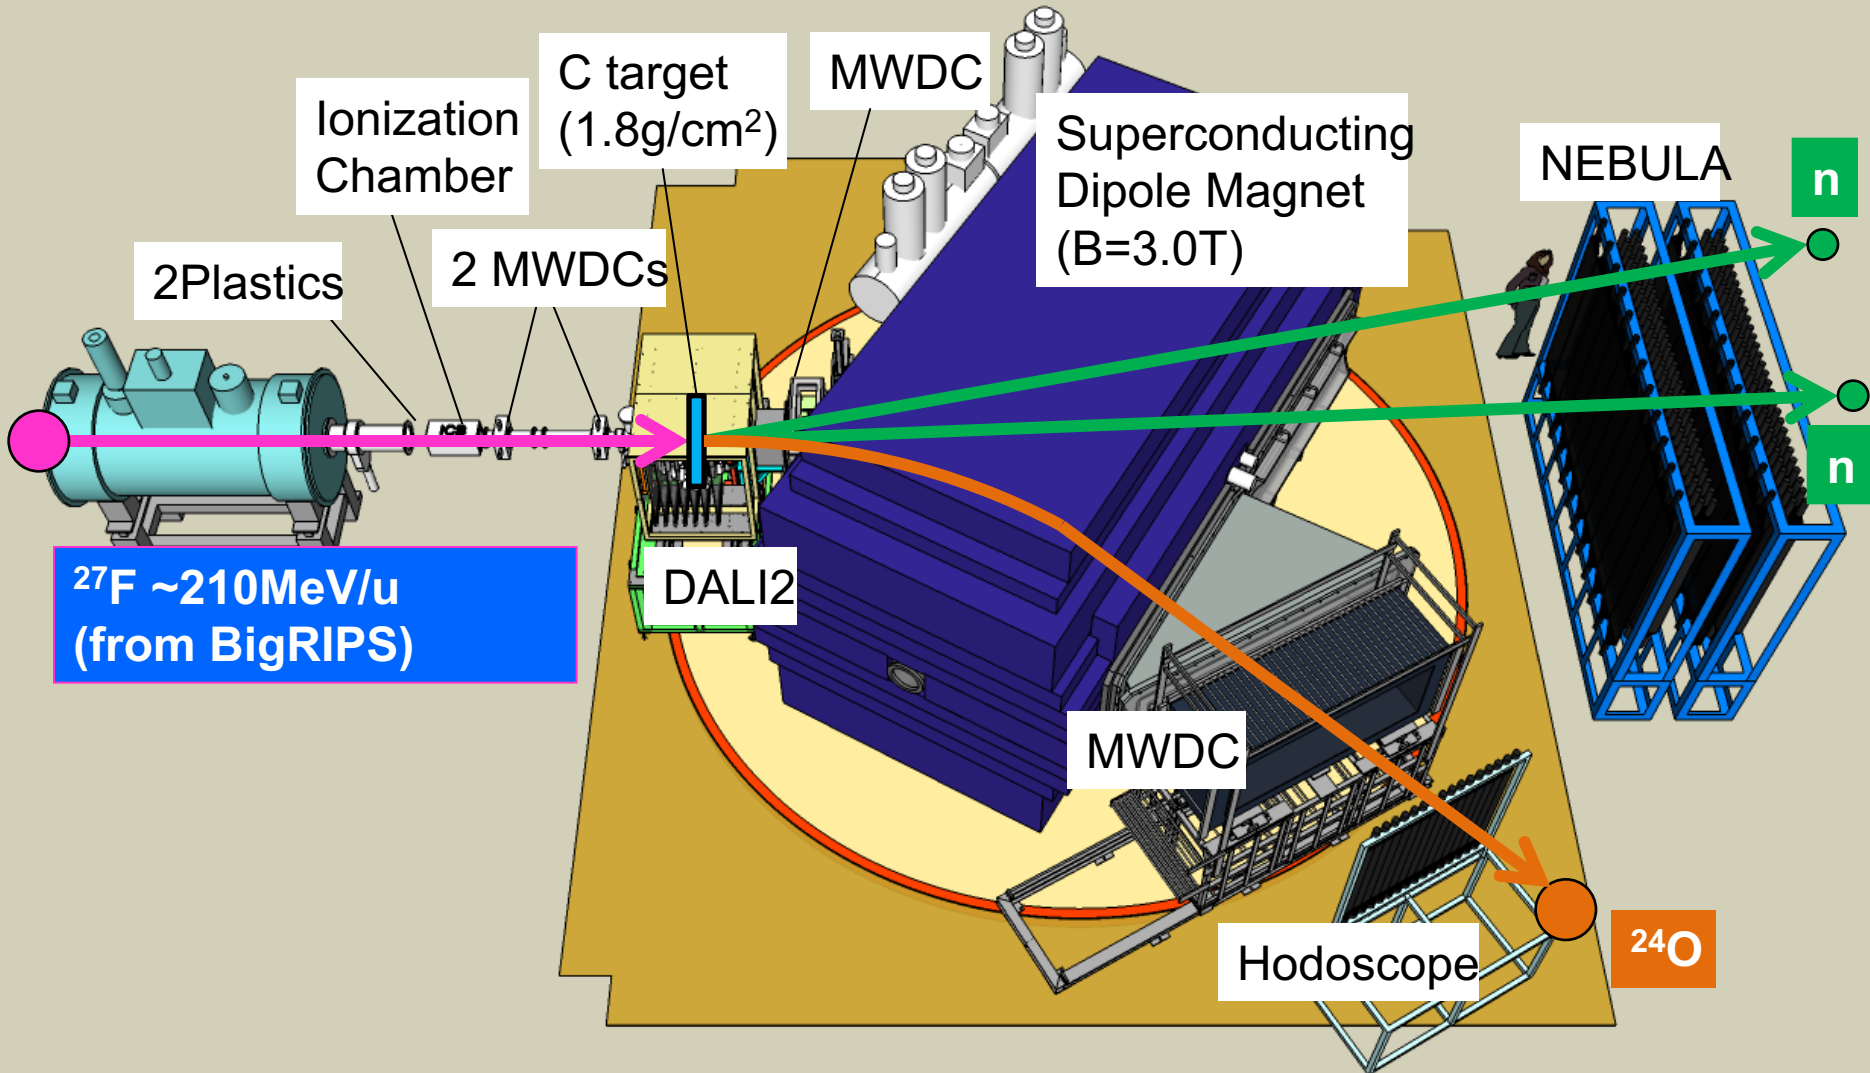 C target
(1.8g/cm²)
MWDC
Ionization
Chamber
Superconducting
Dipole Magnet
(B=3.0T)
NEBULA
n
2Plastics
2 MWDCs
ICB
n
²⁷F ~210MeV/u
(from BigRIPS)
DALI2
MWDC
Hodoscope
²⁴O